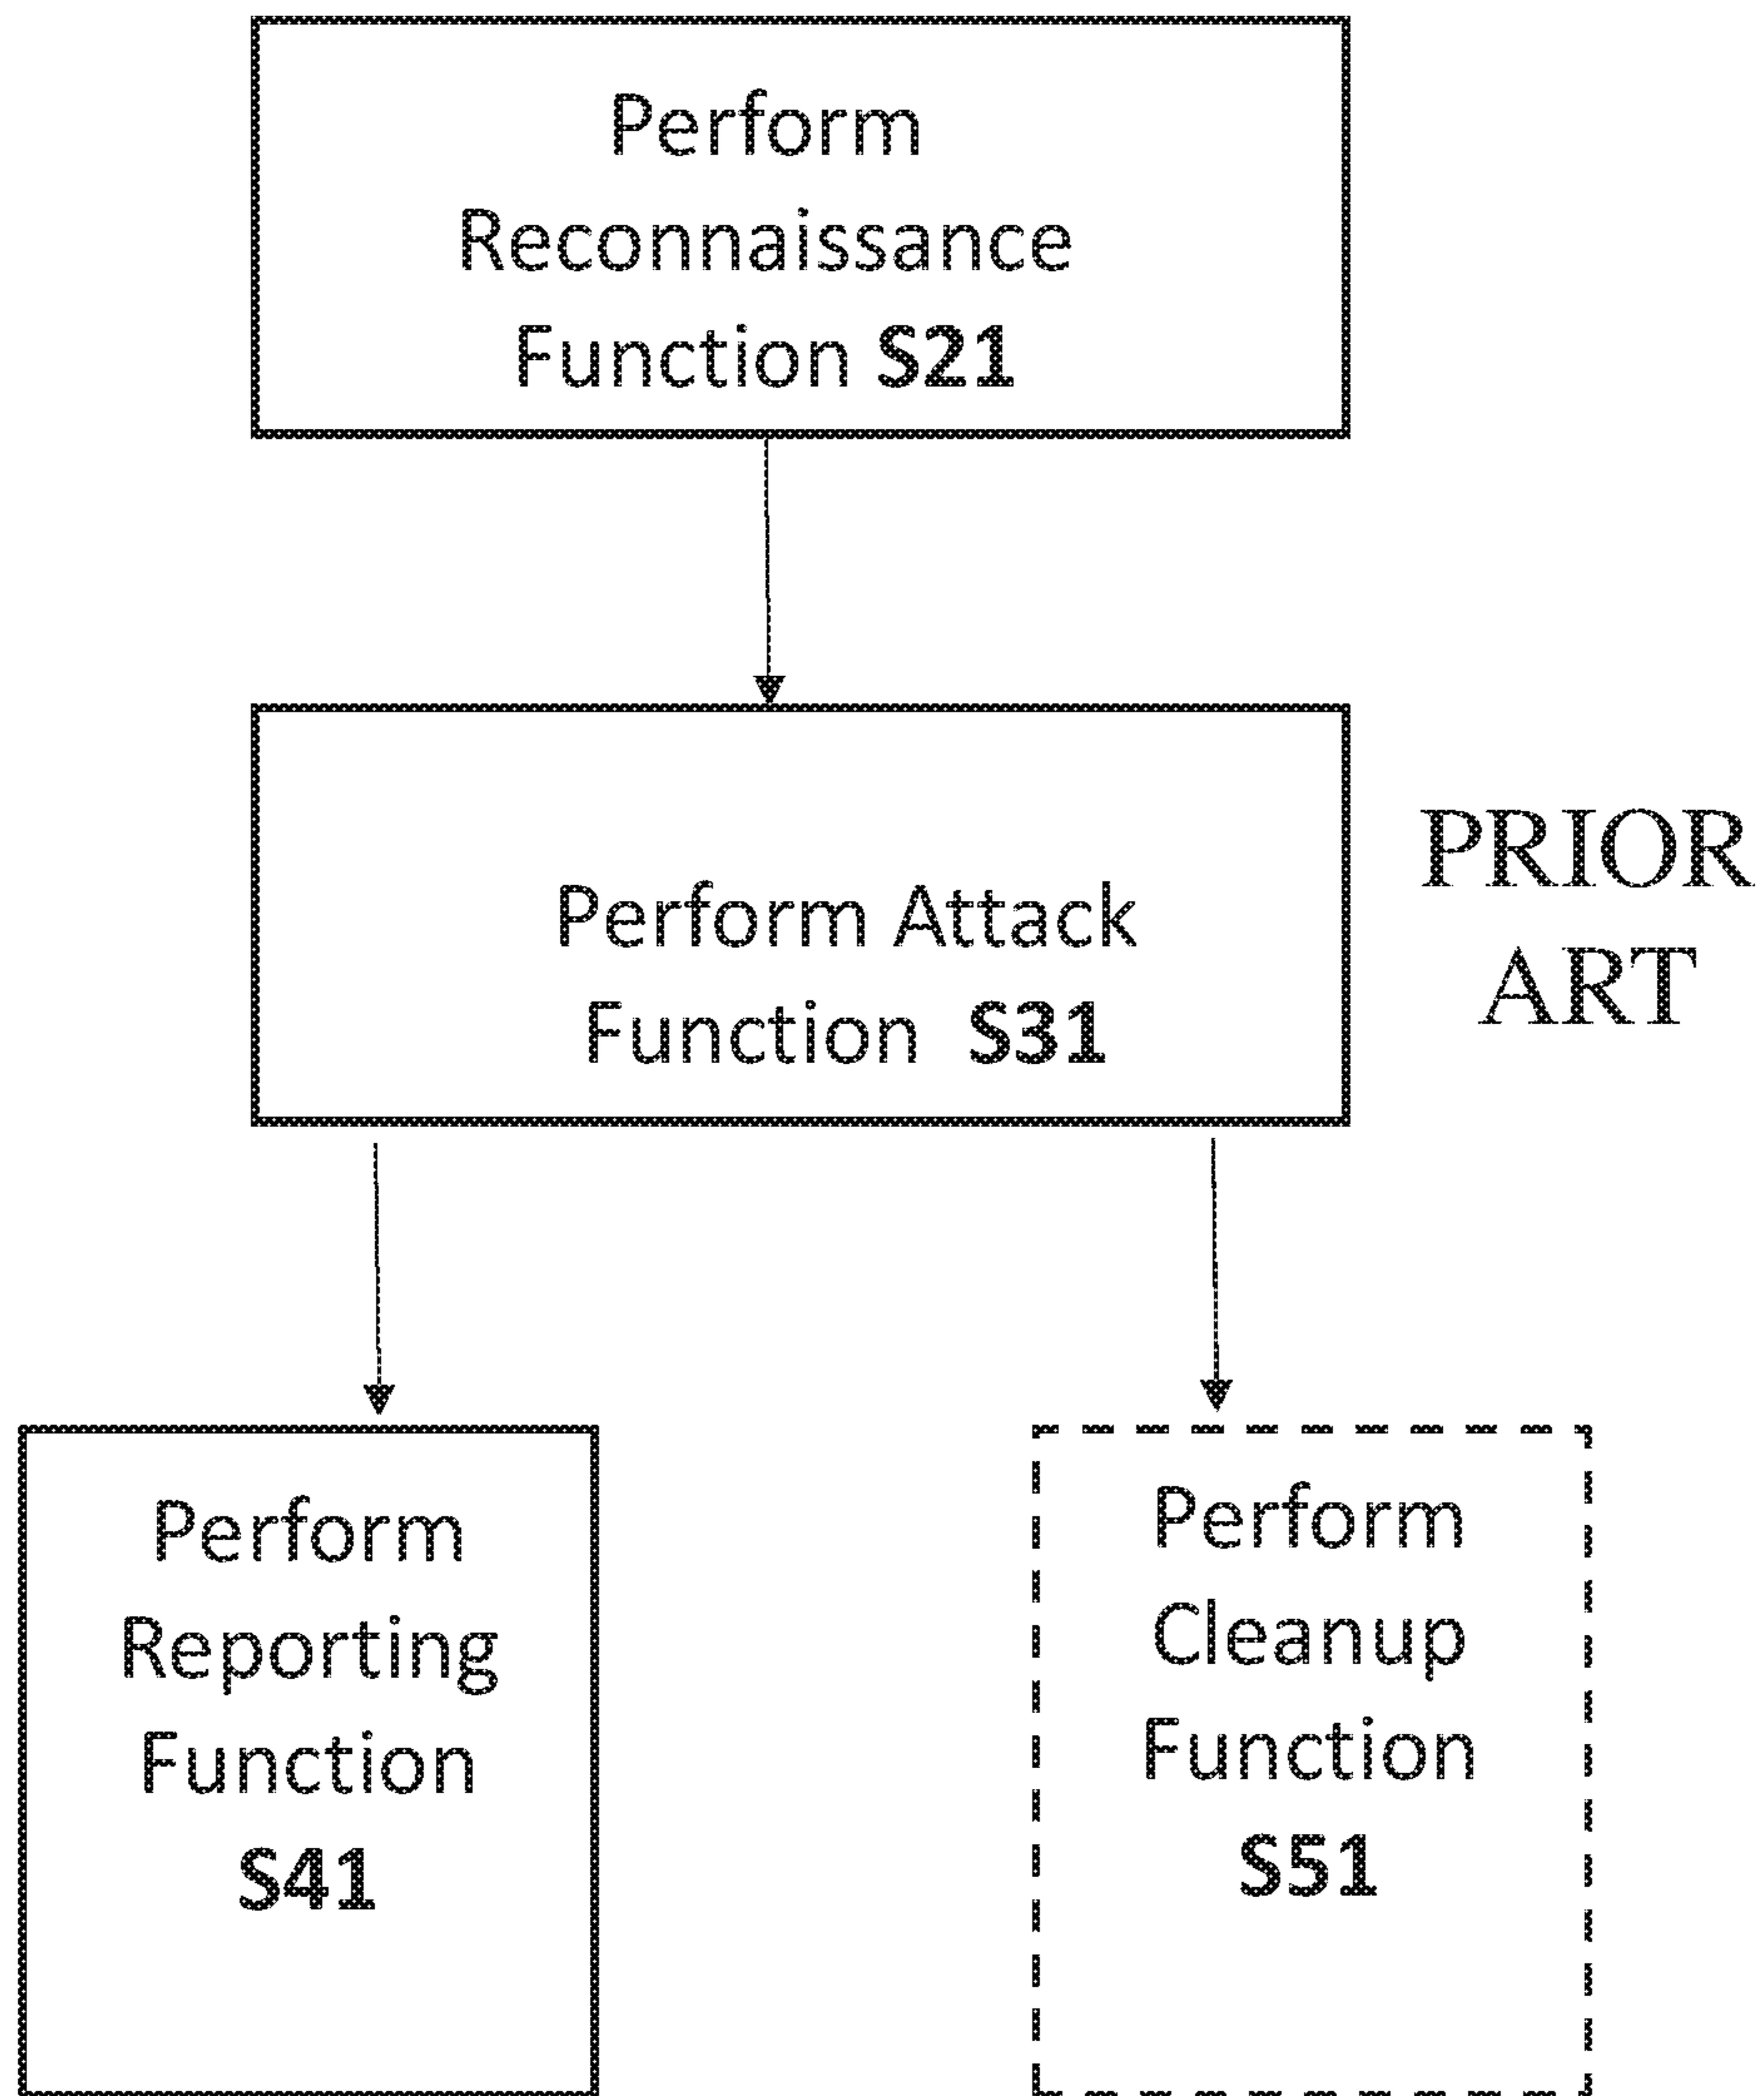 Perform
Reconnaissance
Function S21
Perform Attack
Function S31
PRIOR
ART
Perform
Reporting
Function
S41
Perform
Cleanup
Function
S51